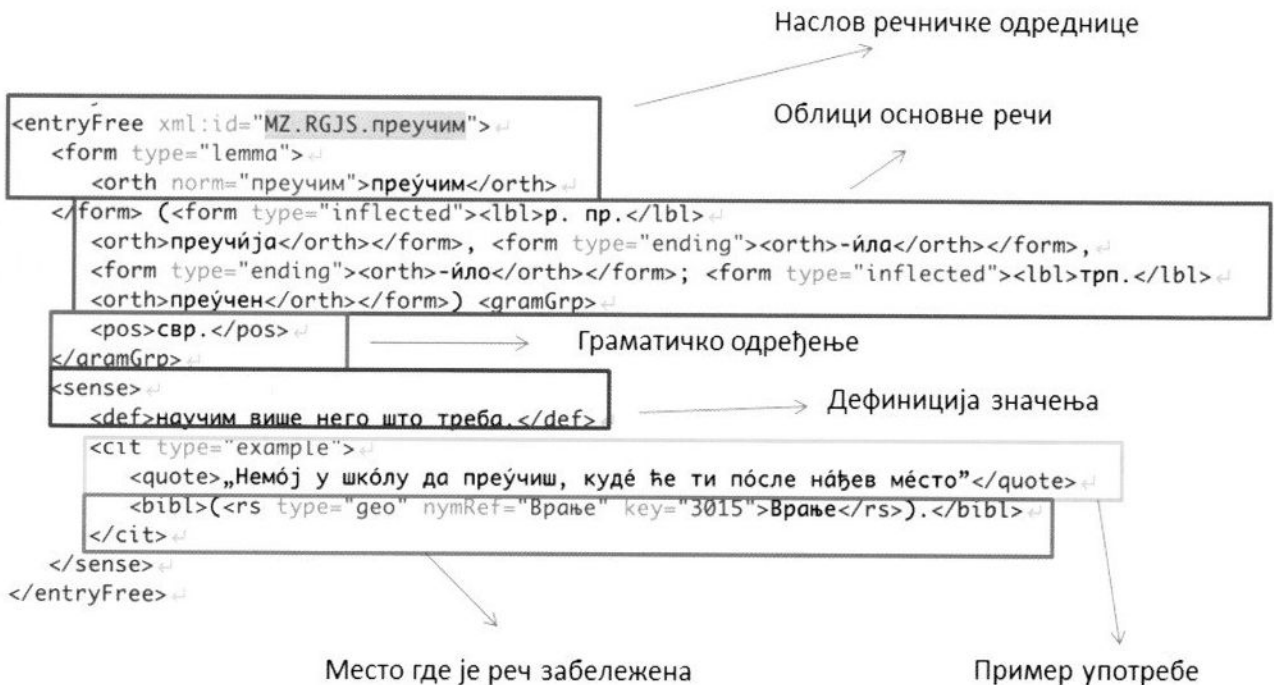 Наслов речничке одреднице
Облици основне речи
<entryFree xml:id="MZ.RGJS.преучим">↵
<form type="lemma">↵
<orth norm="преучим">преу́чим</orth>↵
</form> (<form type="inflected"><lbl>р. пр.</lbl>↵
<orth>преучи́ја</orth></form>, <form type="ending"><orth>-и́ла</orth></form>,↵
<form type="ending"><orth>-и́ло</orth></form>; <form type="inflected"><lbl>трп.</lbl>↵
<orth>преу́чен</orth></form>) <gramGrp>↵
<pos>свр.</pos>↵
</gramGrp>↵
Граматичко одређење
<sense>↵
<def>научим више него што треба.</def>↵
Дефиниција значења
<cit type="example">↵
<quote>„Немо́ј у шко́лу да преу́чиш, куде́ ће ти по́сле на́ђев ме́сто”</quote>↵
<bibl>(<rs type="geo" nymRef="Врање" key="3015">Врање</rs>).</bibl>↵
</cit>↵
</sense>↵
</entryFree>↵
Место где је реч забележена
Пример употребе